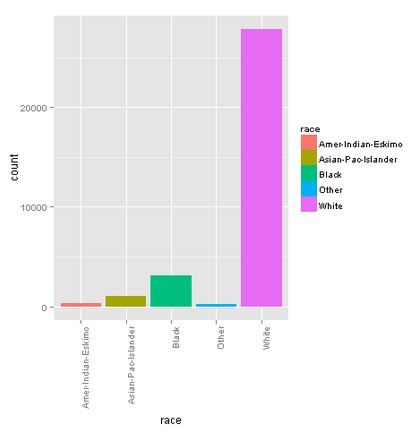 count
20000
10000
0
Amer-Indian-Eskimo
Asian-Pac-Islander
Black
Other
White
race
race
Amer-Indian-Eskimo
Asian-Pac-Islander
Black
Other
White